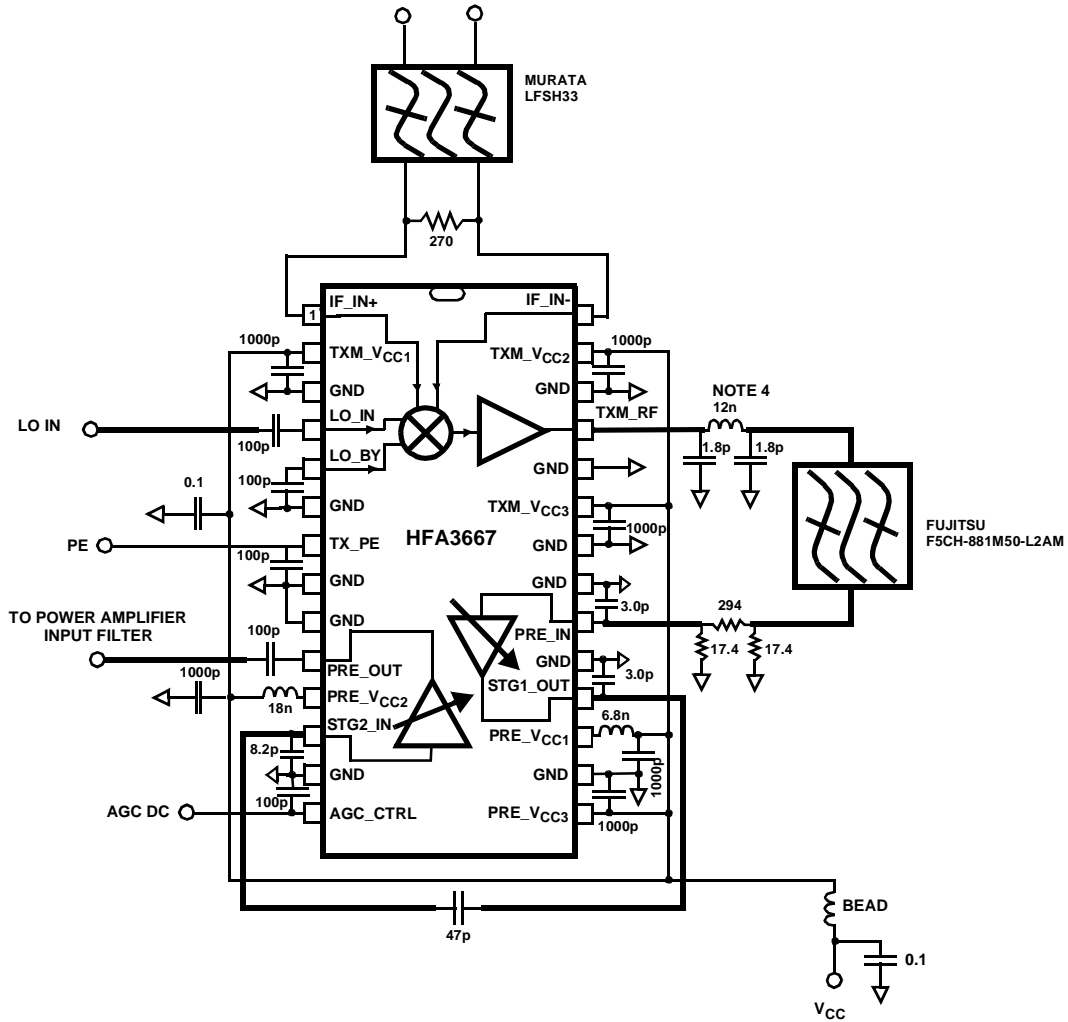 MURATA
LFSH33
270
1
IF_IN+
IF_IN-
1000p
TXM_VCC1
TXM_VCC2
1000p
GND
GND
NOTE 4
12n
LO IN
100p
LO_IN
TXM_RF
1.8p
1.8p
LO_BY
GND
100p
0.1
GND
TXM_VCC3
1000p
HFA3667
FUJITSU
F5CH-881M50-L2AM
PE
TX_PE
GND
100p
GND
GND
3.0p
294
TO POWER AMPLIFIER
INPUT FILTER
GND
PRE_IN
17.4
17.4
100p
PRE_OUT
GND
3.0p
1000p
18n
PRE_VCC2
STG1_OUT
STG2_IN
6.8n
PRE_VCC1
8.2p
GND
GND
1000p
100p
AGC DC
AGC_CTRL
PRE_VCC3
1000p
47p
BEAD
0.1
VCC